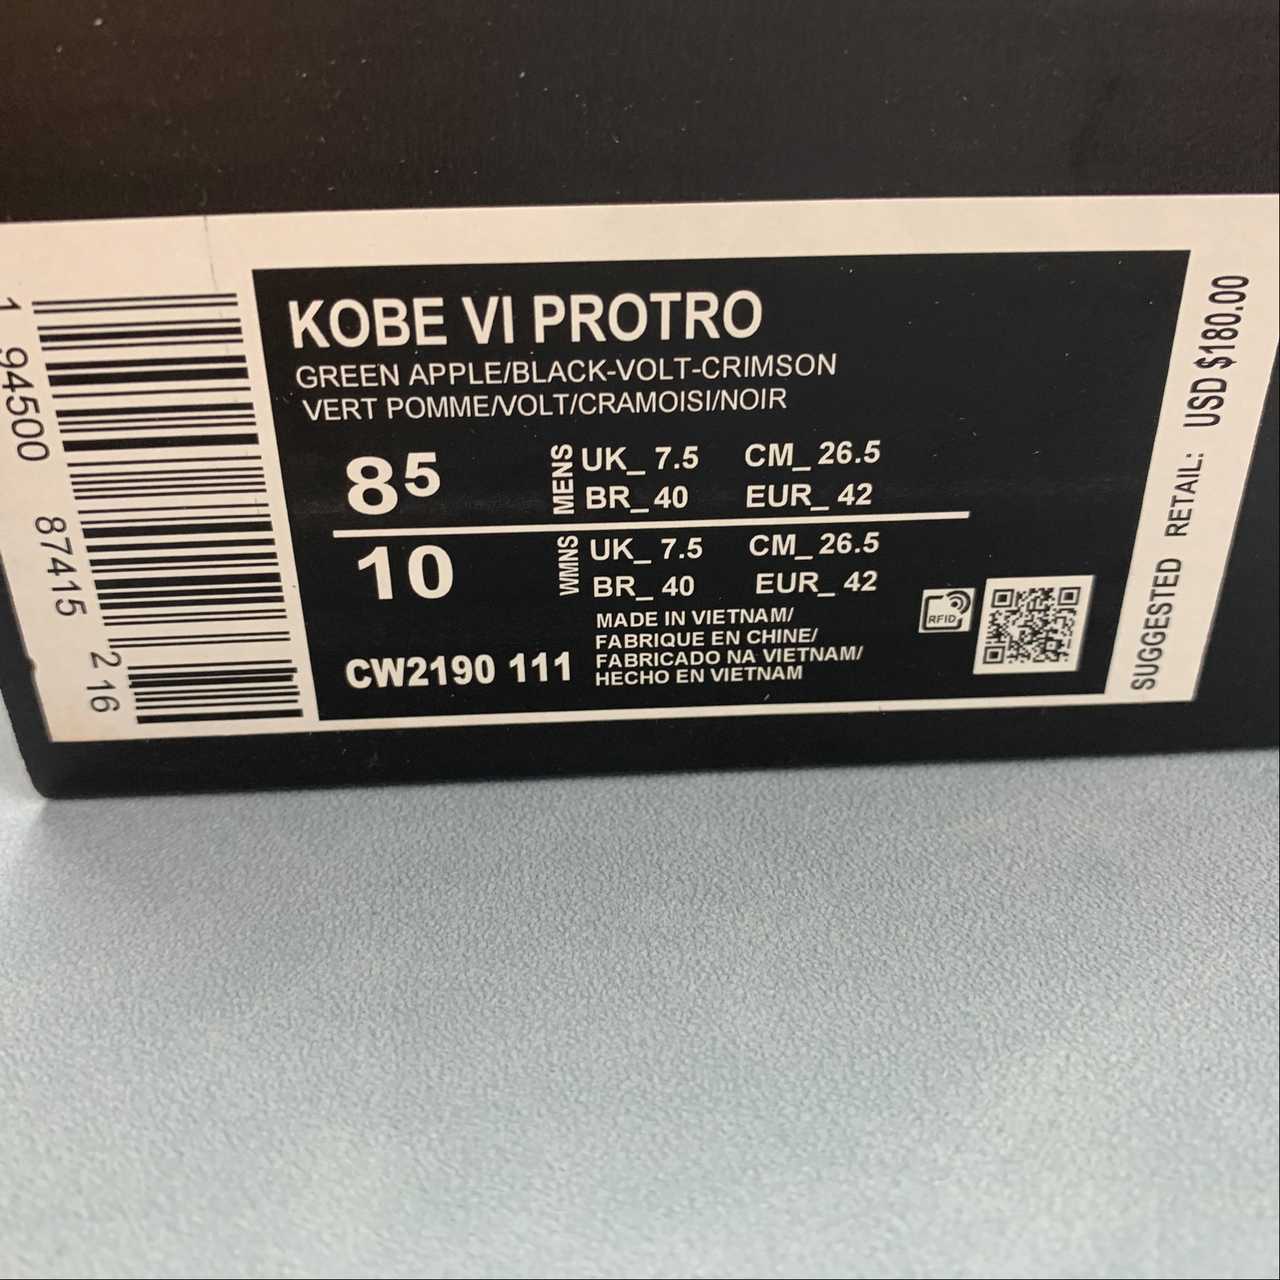 1 94500 87415 2 16
KOBE VI PROTRO
GREEN APPLE/BLACK-VOLT-CRIMSON
VERT POMME/VOLT/CRAMOISI/NOIR
8⁵ MENS UK_ 7.5 CM_ 26.5
BR_ 40 EUR_ 42
10 WMNS UK_ 7.5 CM_ 26.5
BR_ 40 EUR_ 42
CW2190 111
MADE IN VIETNAM/
FABRIQUE EN CHINE/
FABRICADO NA VIETNAM/
HECHO EN VIETNAM
RFID
SUGGESTED RETAIL: USD $180.00